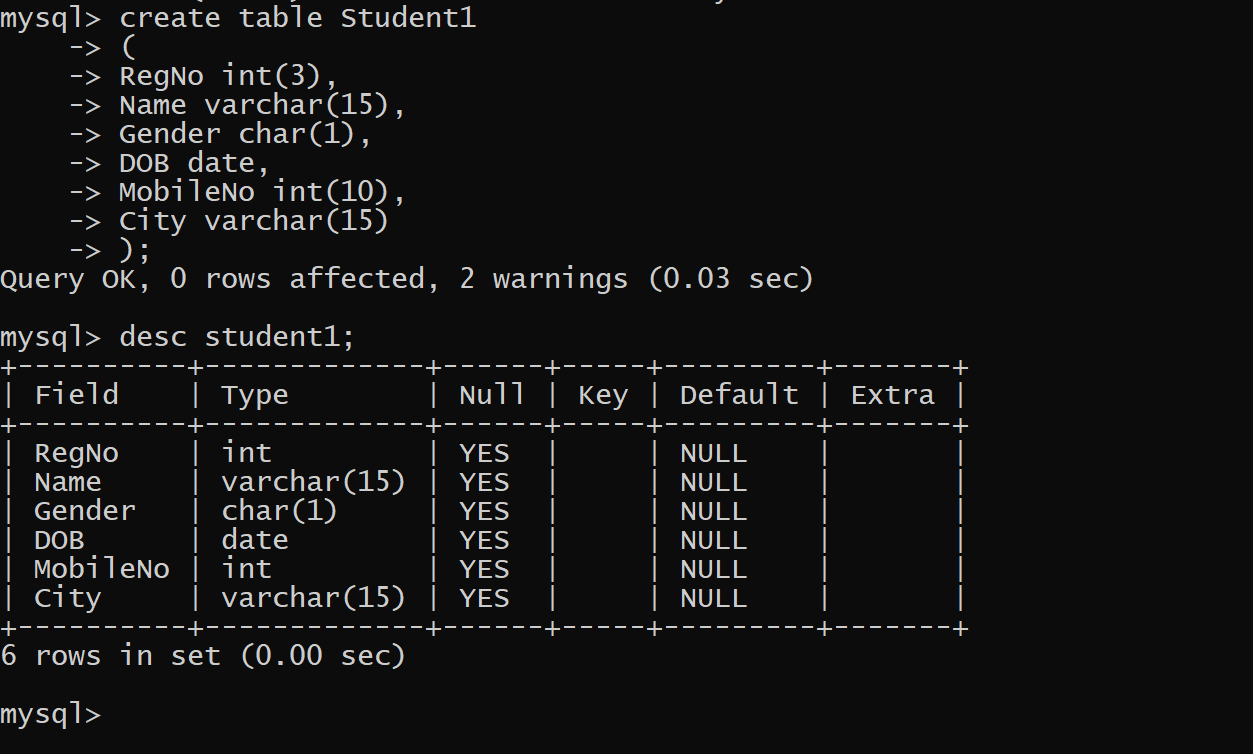 mysql> create table Student1
    -> (
    -> RegNo int(3),
    -> Name varchar(15),
    -> Gender char(1),
    -> DOB date,
    -> MobileNo int(10),
    -> City varchar(15)
    -> );
Query OK, 0 rows affected, 2 warnings (0.03 sec)

mysql> desc student1;
+----------+-------------+------+-----+---------+-------+
| Field    | Type        | Null | Key | Default | Extra |
+----------+-------------+------+-----+---------+-------+
| RegNo    | int         | YES  |     | NULL    |       |
| Name     | varchar(15) | YES  |     | NULL    |       |
| Gender   | char(1)     | YES  |     | NULL    |       |
| DOB      | date        | YES  |     | NULL    |       |
| MobileNo | int         | YES  |     | NULL    |       |
| City     | varchar(15) | YES  |     | NULL    |       |
+----------+-------------+------+-----+---------+-------+
6 rows in set (0.00 sec)

mysql>